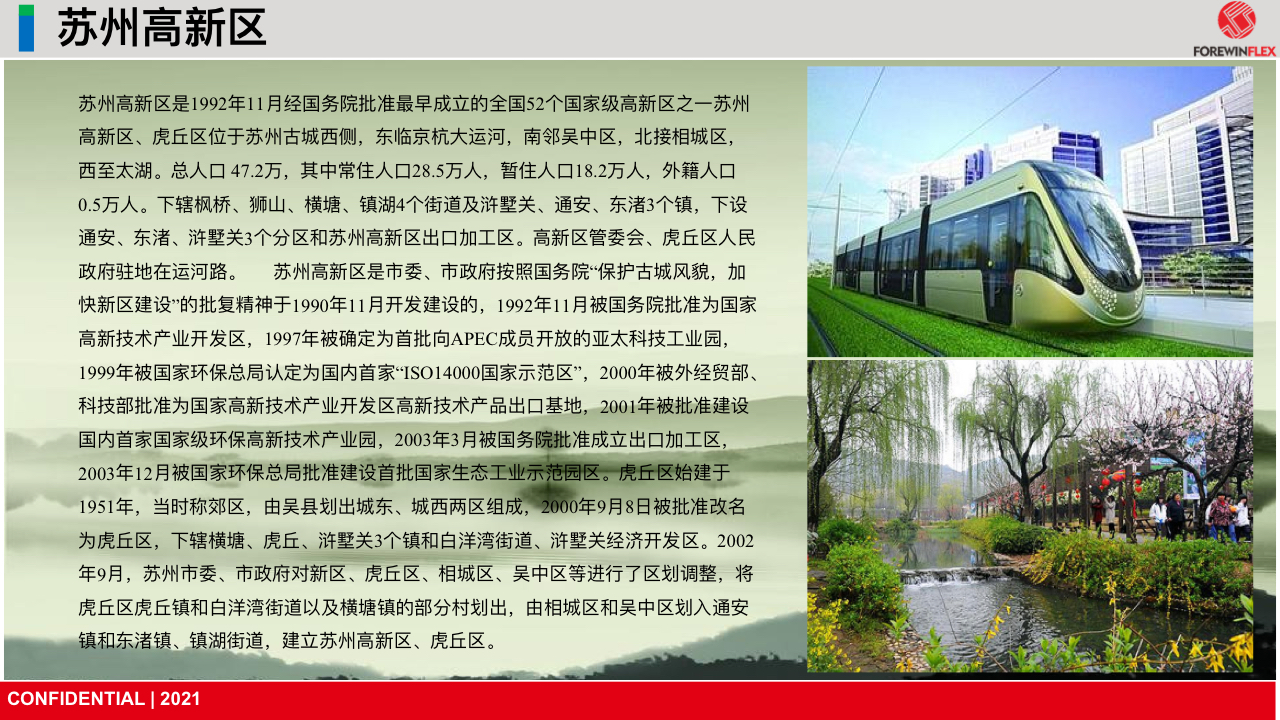 苏州高新区
FOREWINFLEX
苏州高新区是1992年11月经国务院批准最早成立的全国52个国家级高新区之一苏州
高新区、虎丘区位于苏州古城西侧，东临京杭大运河，南邻吴中区，北接相城区，
西至太湖。总人口 47.2万，其中常住人口28.5万人，暂住人口18.2万人，外籍人口
0.5万人。下辖枫桥、狮山、横塘、镇湖4个街道及浒墅关、通安、东渚3个镇，下设
通安、东渚、浒墅关3个分区和苏州高新区出口加工区。高新区管委会、虎丘区人民
政府驻地在运河路。 苏州高新区是市委、市政府按照国务院“保护古城风貌，加
快新区建设”的批复精神于1990年11月开发建设的，1992年11月被国务院批准为国家
高新技术产业开发区，1997年被确定为首批向APEC成员开放的亚太科技工业园，
1999年被国家环保总局认定为国内首家“ISO14000国家示范区”，2000年被外经贸部、
科技部批准为国家高新技术产业开发区高新技术产品出口基地，2001年被批准建设
国内首家国家级环保高新技术产业园，2003年3月被国务院批准成立出口加工区，
2003年12月被国家环保总局批准建设首批国家生态工业示范园区。虎丘区始建于
1951年，当时称郊区，由吴县划出城东、城西两区组成，2000年9月8日被批准改名
为虎丘区，下辖横塘、虎丘、浒墅关3个镇和白洋湾街道、浒墅关经济开发区。2002
年9月，苏州市委、市政府对新区、虎丘区、相城区、吴中区等进行了区划调整，将
虎丘区虎丘镇和白洋湾街道以及横塘镇的部分村划出，由相城区和吴中区划入通安
镇和东渚镇、镇湖街道，建立苏州高新区、虎丘区。
CONFIDENTIAL | 2021